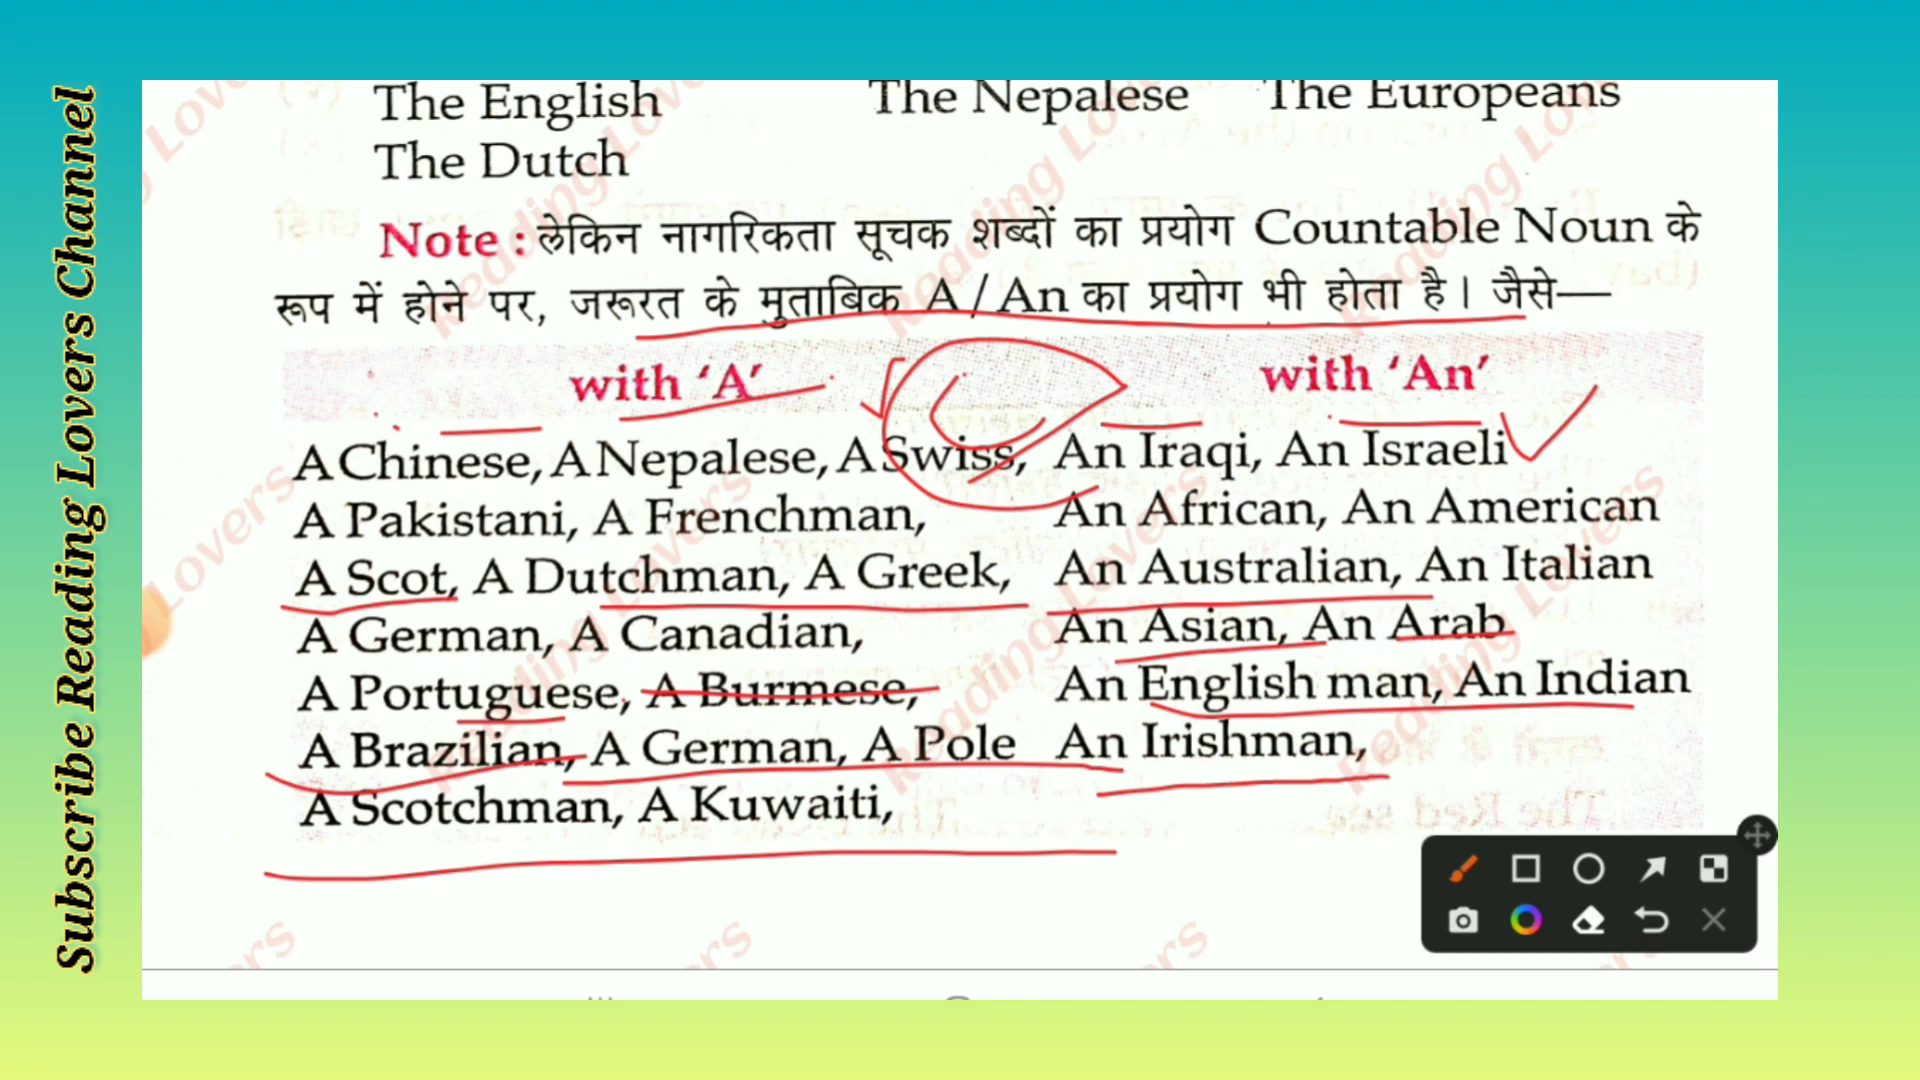 Subscribe Reading Lovers Channel
The English The Nepalese The Europeans
The Dutch
Note : लेकिन नागरिकता सूचक शब्दों का प्रयोग Countable Noun के
रूप में होने पर, जरूरत के मुताबिक A / An का प्रयोग भी होता है। जैसे—
with ‘A’ with ‘An’
A Chinese, A Nepalese, A Swiss, An Iraqi, An Israeli
A Pakistani, A Frenchman, An African, An American
A Scot, A Dutchman, A Greek, An Australian, An Italian
A German, A Canadian, An Asian, An Arab
A Portuguese, A Burmese, An English man, An Indian
A Brazilian, A German, A Pole An Irishman,
A Scotchman, A Kuwaiti,